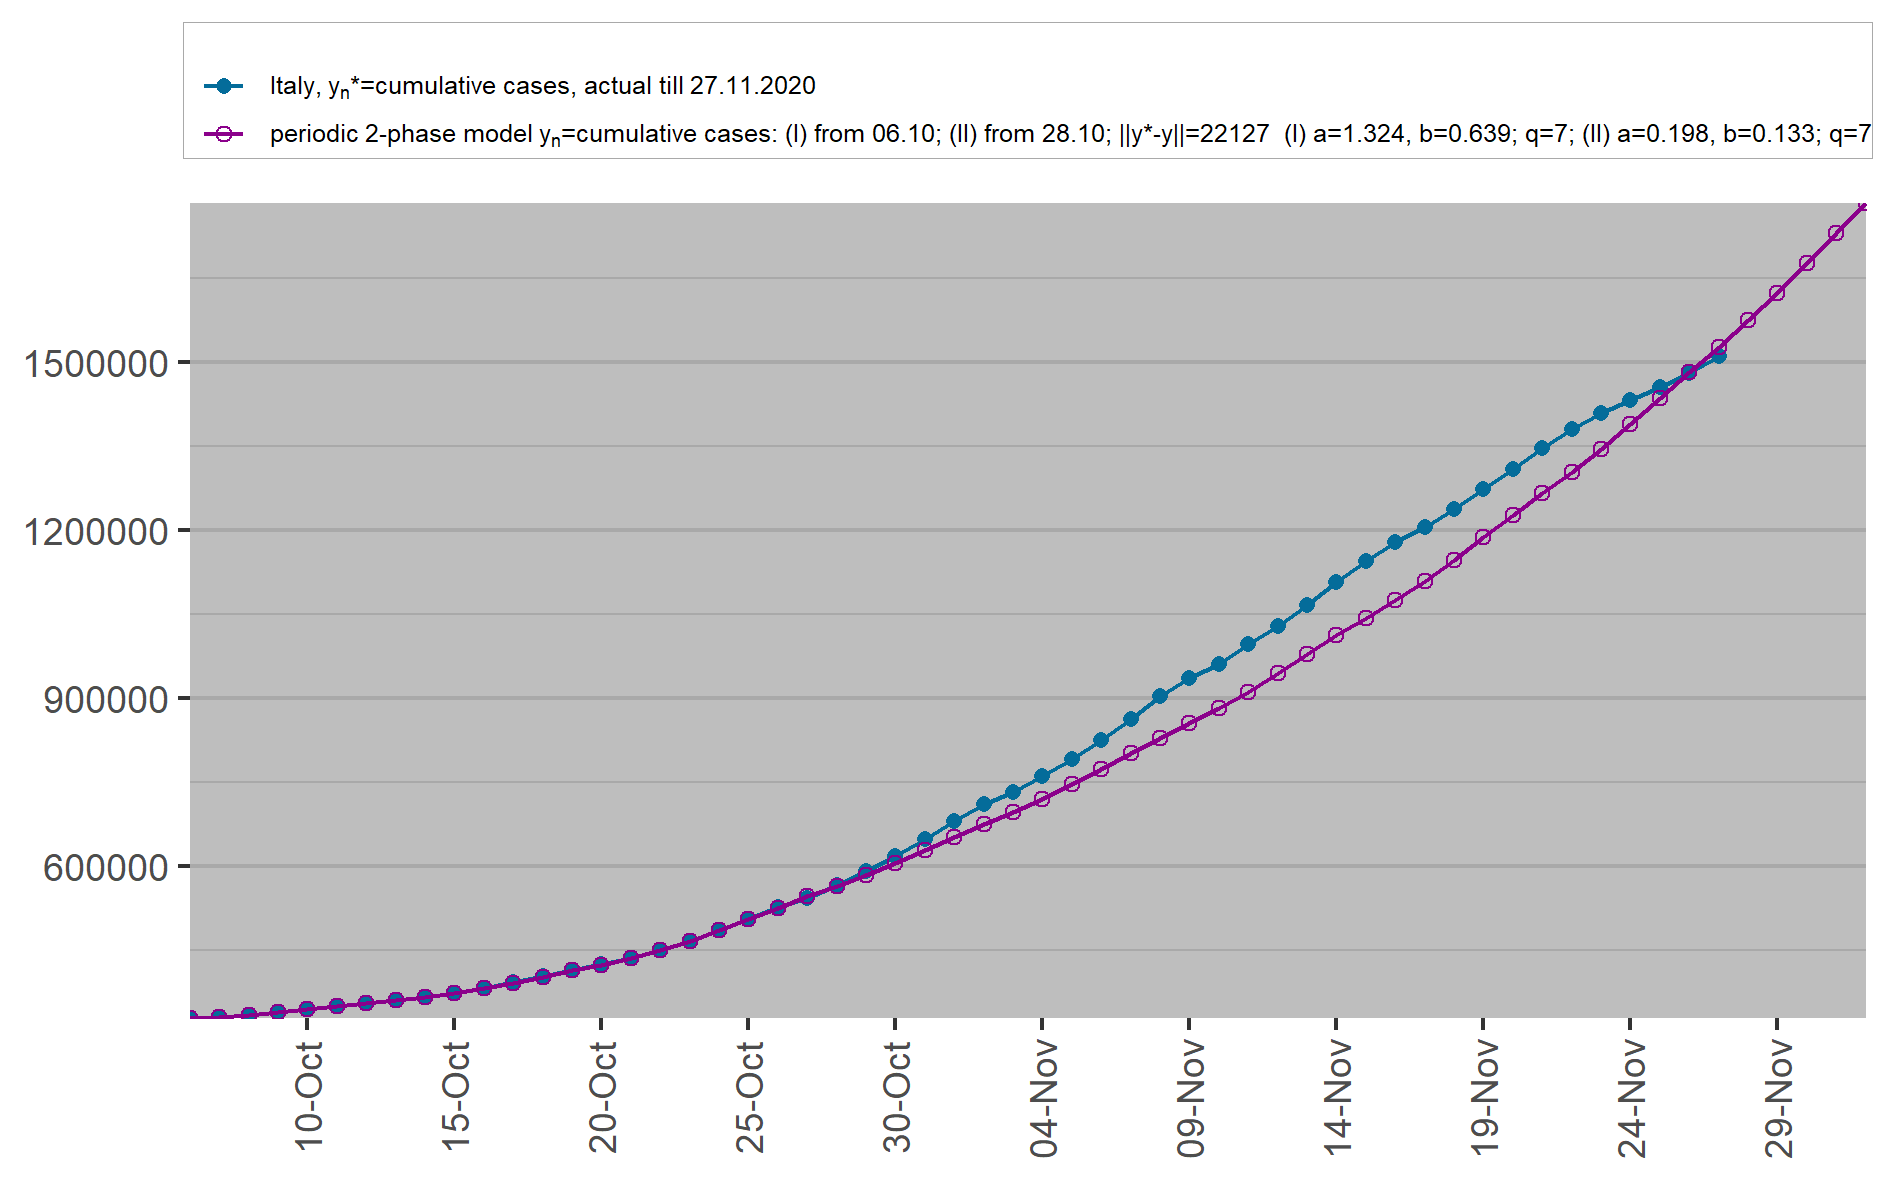 Italy, yn*=cumulative cases, actual till 27.11.2020
periodic 2-phase model yn=cumulative cases: (I) from 06.10; (II) from 28.10; ||y*-y||=22127  (I) a=1.324, b=0.639; q=7; (II) a=0.198, b=0.133; q=7
1500000
1200000
900000
600000
10-Oct
15-Oct
20-Oct
25-Oct
30-Oct
04-Nov
09-Nov
14-Nov
19-Nov
24-Nov
29-Nov